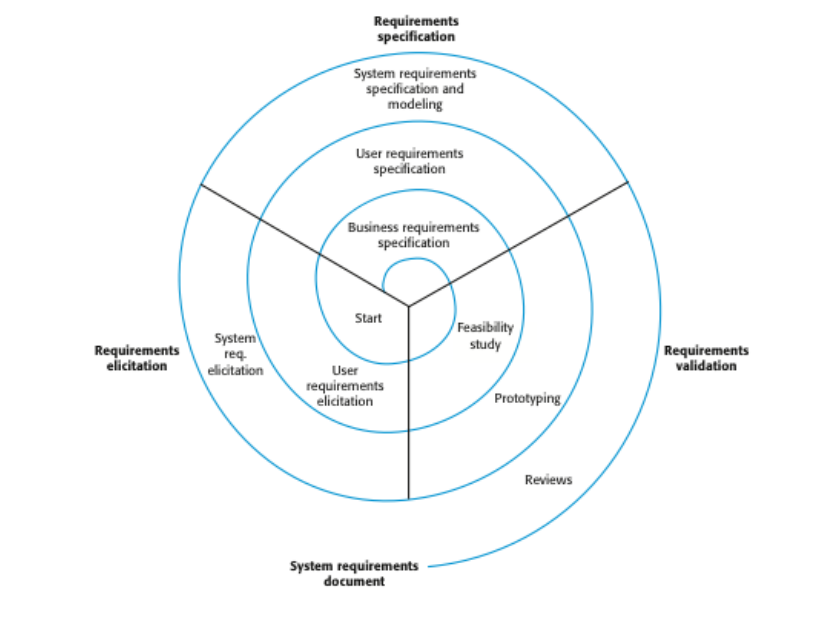 Requirements
specification
System requirements
specification and
modeling
User requirements
specification
Business requirements
specification
Start
Feasibility
study
System
req.
elicitation
Requirements
elicitation
Requirements
validation
User
requirements
elicitation
Prototyping
Reviews
System requirements
document